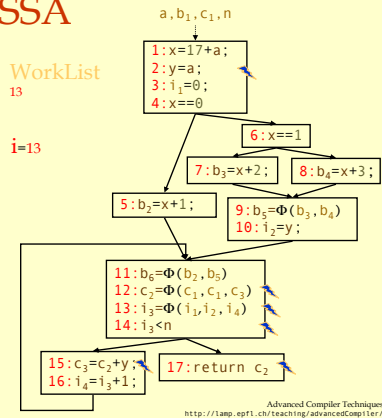 SSA
a,b₁,c₁,n
WorkList
13
i=13
1:x=17+a;
2:y=a;
3:i₁=0;
4:x==0
6:x==1
7:b₃=x+2;
8:b₄=x+3;
5:b₂=x+1;
9:b₅=Φ(b₃,b₄)
10:i₂=y;
11:b₆=Φ(b₂,b₅)
12:c₂=Φ(c₁,c₁,c₃)
13:i₃=Φ(i₁,i₂,i₄)
14:i₃<n
15:c₃=c₂+y;
16:i₄=i₃+1;
17:return c₂
Advanced Compiler Techniques
http://lamp.epfl.ch/teaching/advancedCompiler/